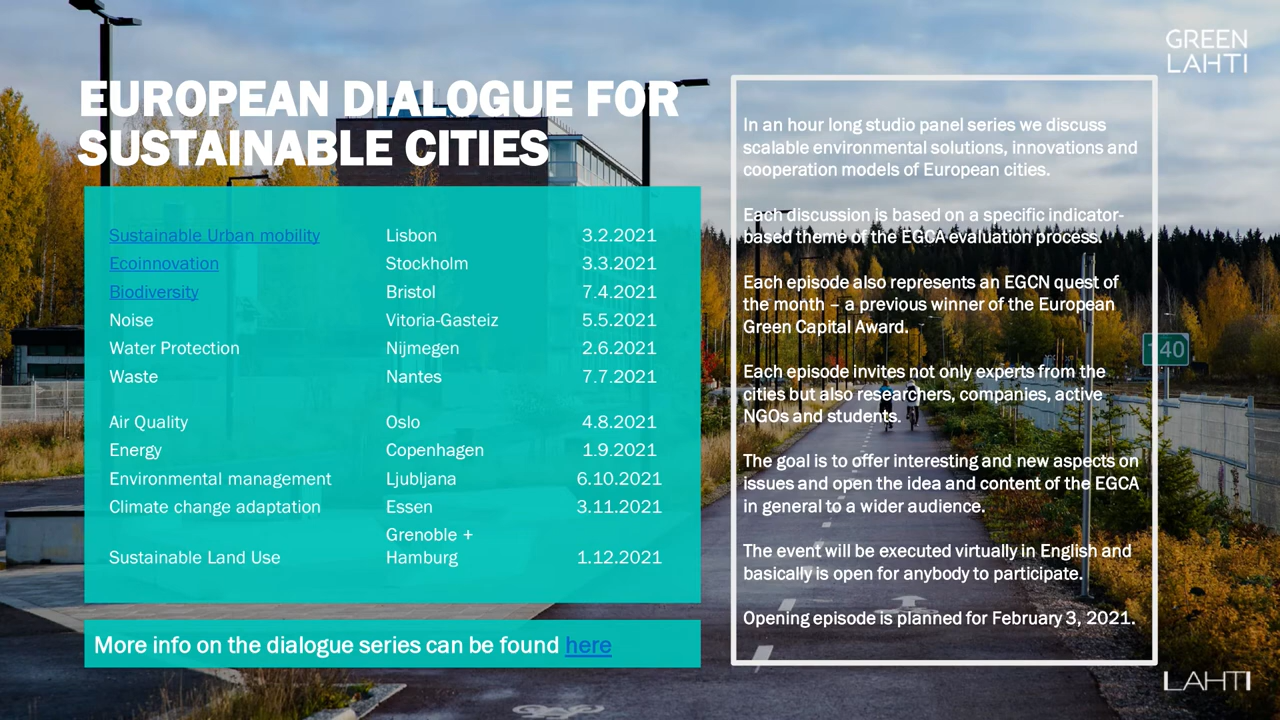 GREEN
LAHTI
EUROPEAN DIALOGUE FOR
SUSTAINABLE CITIES
Sustainable Urban mobility Lisbon 3.2.2021
Ecoinnovation Stockholm 3.3.2021
Biodiversity Bristol 7.4.2021
Noise Vitoria-Gasteiz 5.5.2021
Water Protection Nijmegen 2.6.2021
Waste Nantes 7.7.2021
Air Quality Oslo 4.8.2021
Energy Copenhagen 1.9.2021
Environmental management Ljubljana 6.10.2021
Climate change adaptation Essen 3.11.2021
Grenoble +
Sustainable Land Use Hamburg 1.12.2021
More info on the dialogue series can be found here
In an hour long studio panel series we discuss
scalable environmental solutions, innovations and
cooperation models of European cities.
Each discussion is based on a specific indicator-
based theme of the EGCA evaluation process.
Each episode also represents an EGCN quest of
the month – a previous winner of the European
Green Capital Award.
Each episode invites not only experts from the
cities but also researchers, companies, active
NGOs and students.
The goal is to offer interesting and new aspects on
issues and open the idea and content of the EGCA
in general to a wider audience.
The event will be executed virtually in English and
basically is open for anybody to participate.
Opening episode is planned for February 3, 2021.
140
LAHTI